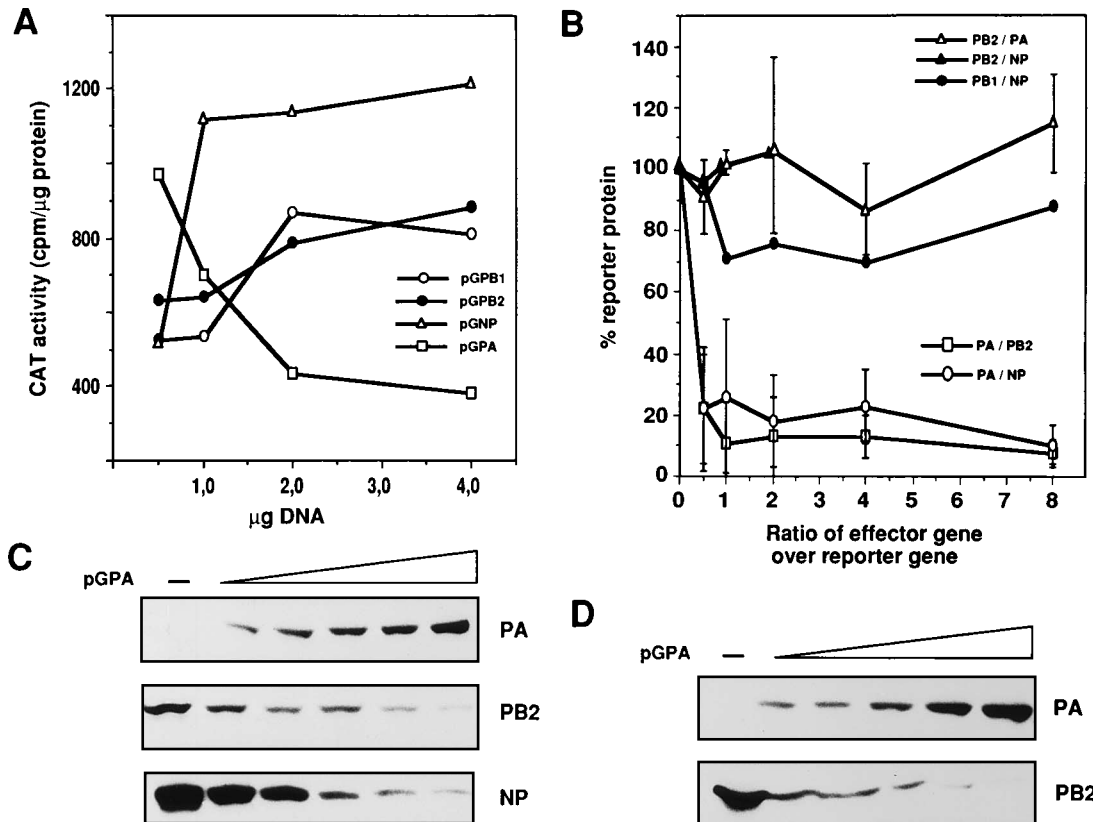 A
CAT activity (cpm/μg protein)
1200
800
400
pGPB1
pGPB2
pGNP
pGPA
1,0
2,0
3,0
4,0
μg DNA
B
% reporter protein
140
120
100
80
60
40
20
0
PB2 / PA
PB2 / NP
PB1 / NP
PA / PB2
PA / NP
0
1
2
3
4
5
6
7
8
Ratio of effector gene
over reporter gene
C
pGPA
–
PA
PB2
NP
D
pGPA
–
PA
PB2